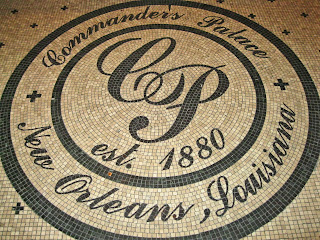 Commander's Palace
CP
est. 1880
New Orleans, Louisiana